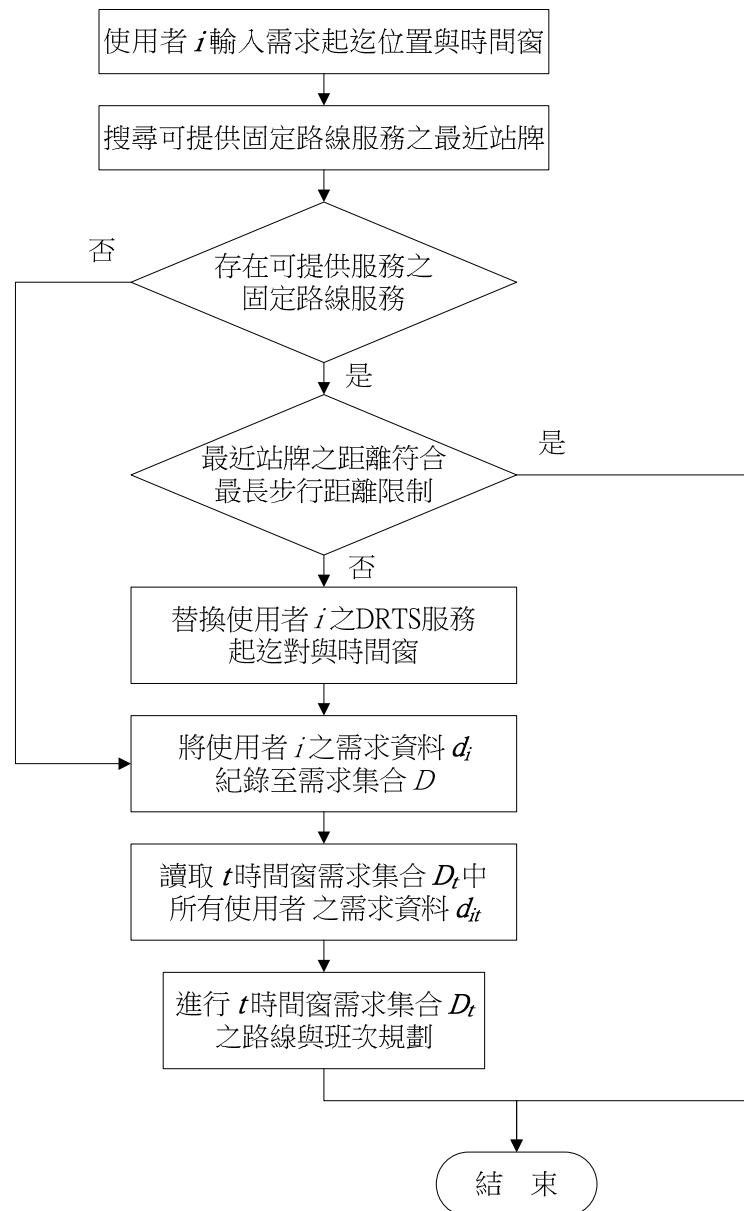 使用者 i 輸入需求起迄位置與時間窗
搜尋可提供固定路線服務之最近站牌
否
存在可提供服務之
固定路線服務
是
最近站牌之距離符合
最長步行距離限制
是
否
替換使用者 i 之DRTS服務
起迄對與時間窗
將使用者 i 之需求資料 di
紀錄至需求集合 D
讀取 t 時間窗需求集合 Dt 中
所有使用者 之需求資料 dit
進行 t 時間窗需求集合 Dt
之路線與班次規劃
結 束